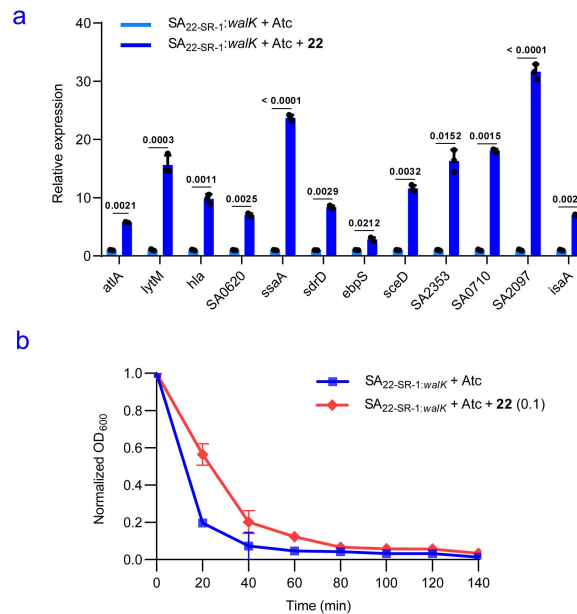 a
SA22-SR-1:walK + Atc
SA22-SR-1:walK + Atc + 22
Relative expression
40
30
20
10
0
0.0021
0.0003
0.0011
0.0025
< 0.0001
0.0029
0.0212
0.0032
0.0152
0.0015
< 0.0001
0.002
atlA
lytM
hla
SA0620
ssaA
sdrD
ebpS
sceD
SA2353
SA0710
SA2097
isaA
b
SA22-SR-1:walK + Atc
SA22-SR-1:walK + Atc + 22 (0.1)
Normalized OD600
1.0
0.8
0.6
0.4
0.2
0.0
0 20 40 60 80 100 120 140
Time (min)